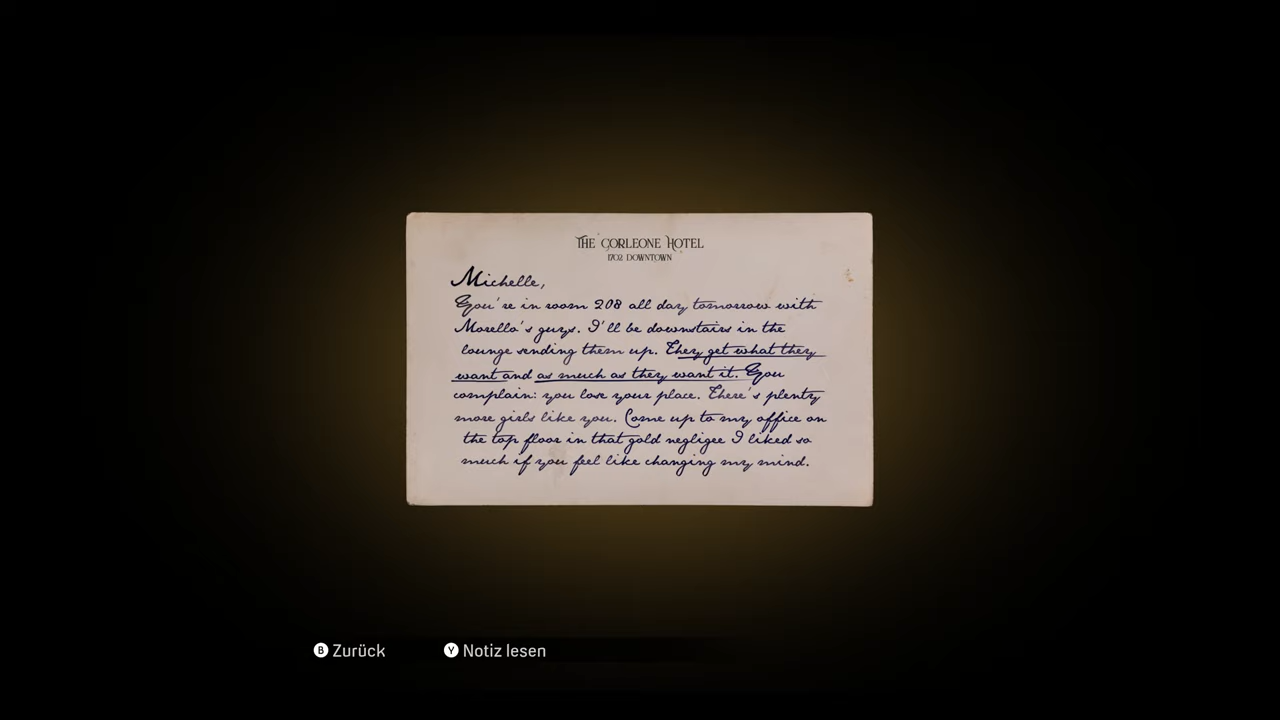 THE CORLEONE HOTEL
1702 DOWNTOWN
Michelle,
You're in room 208 all day tomorrow with
Morello's guys. I'll be downstairs in the
lounge sending them up. They get what they
want and as much as they want it. You
complain: you lose your place. There's plenty
more girls like you. Come up to my office on
the top floor in that gold negligee I liked so
much if you feel like changing my mind.
B Zurück
Y Notiz lesen